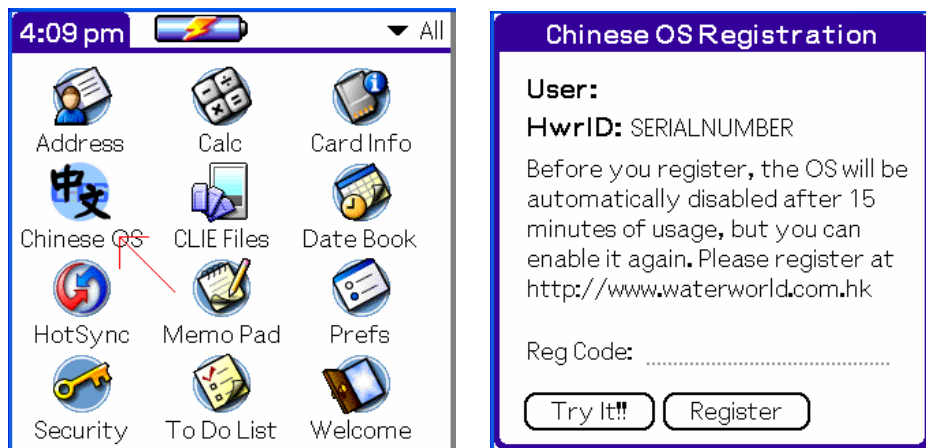 4:09 pm
All
Address
Calc
Card Info
中文
Chinese OS
CLIE Files
Date Book
HotSync
Memo Pad
Prefs
Security
To Do List
Welcome
Chinese OS Registration
User:
HwrID: SERIALNUMBER
Before you register, the OS will be
automatically disabled after 15
minutes of usage, but you can
enable it again. Please register at
http://www.waterworld.com.hk
Reg Code:
Try It!!
Register